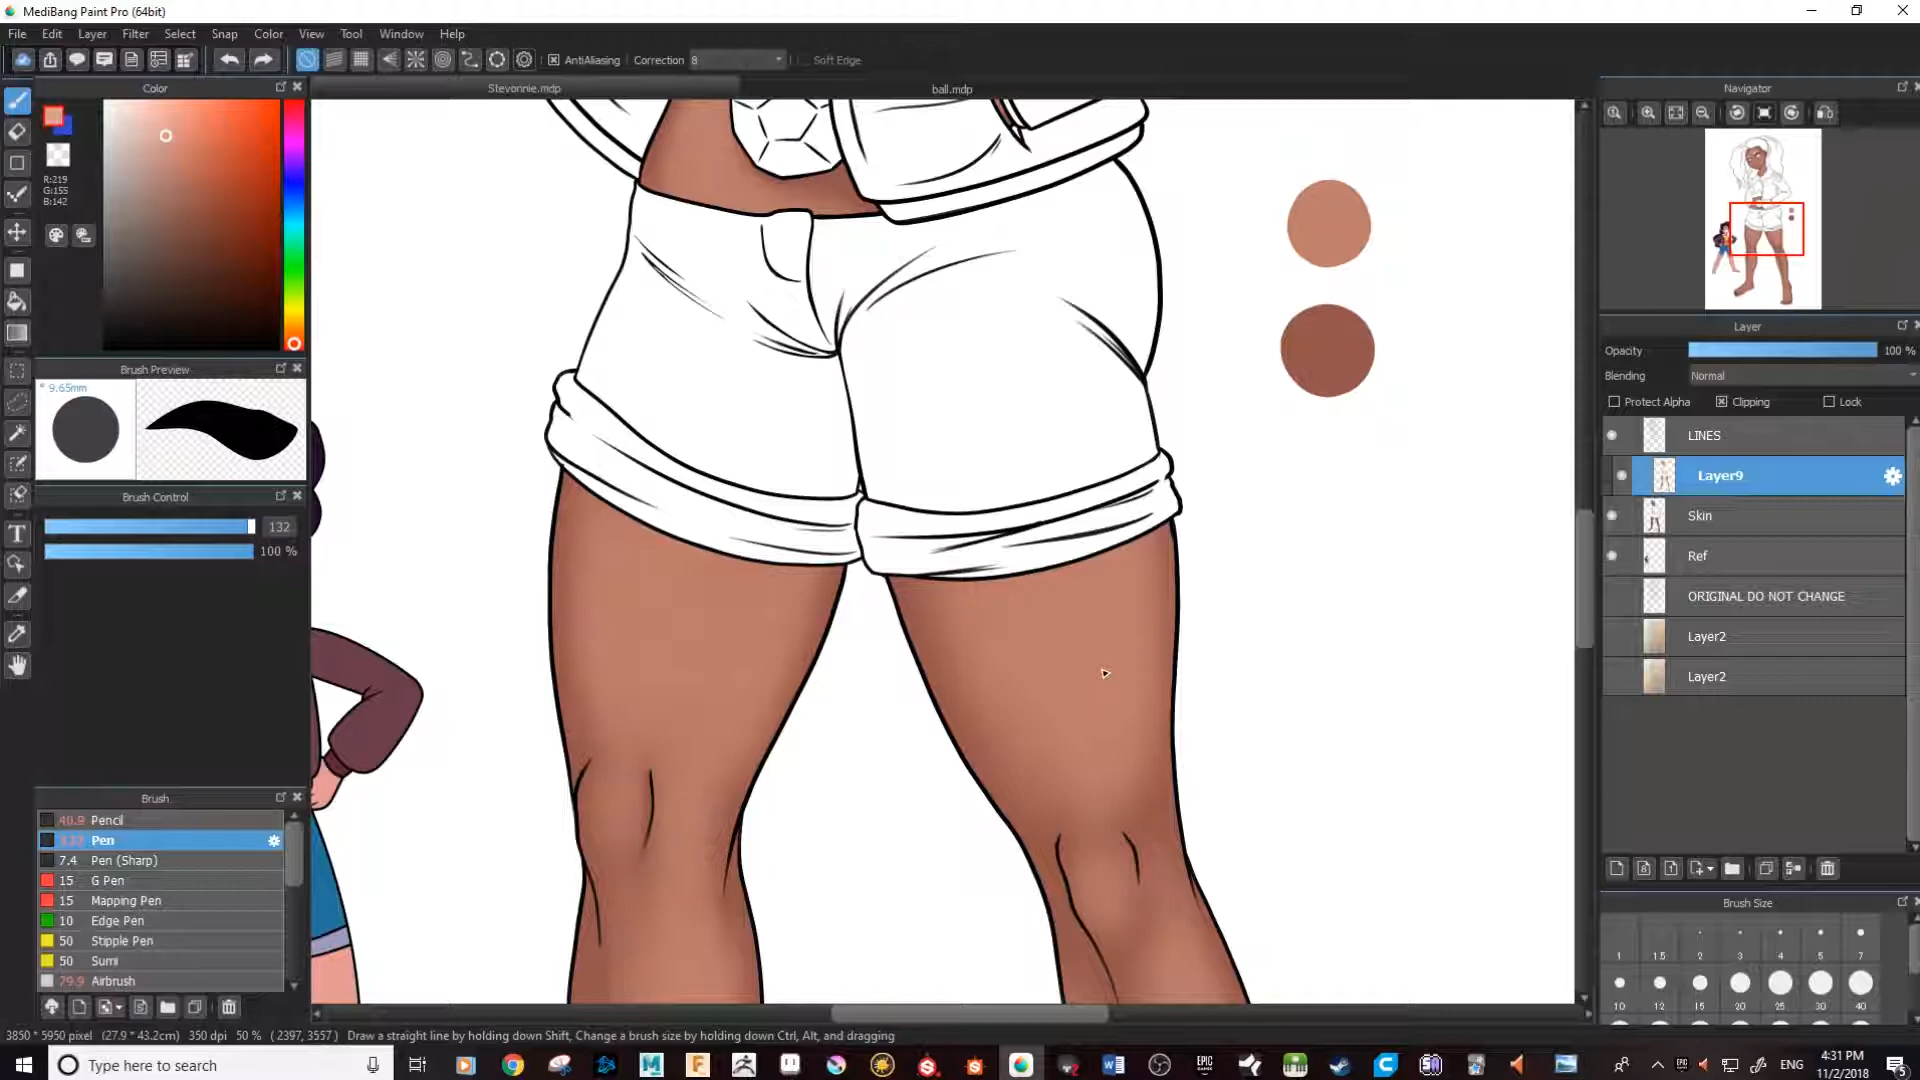 MediBang Paint Pro (64bit)
File Edit Layer Filter Select Snap Color View Tool Window Help
AntiAliasing Correction 8 Soft Edge
Color
Stevonnie.mdp
ball.mdp
Navigator
R:219
G:155
B:142
Layer
Opacity 100 %
Blending Normal
Protect Alpha Clipping Lock
LINES
Layer9
Skin
Ref
ORIGINAL DO NOT CHANGE
Layer2
Layer2
Brush Preview
* 9.65mm
Brush Control
132
100 %
Brush
40.9 Pencil
132 Pen
7.4 Pen (Sharp)
15 G Pen
15 Mapping Pen
10 Edge Pen
50 Stipple Pen
50 Sumi
79.9 Airbrush
Brush Size
1 1.5 2 3 4 5 7
10 12 15 20 25 30 40
3850 * 5950 pixel (27.9 * 43.2cm) 350 dpi 50 % ( 2397, 3557 ) Draw a straight line by holding down Shift, Change a brush size by holding down Ctrl, Alt, and dragging
Type here to search
ENG
4:31 PM
11/2/2018
5